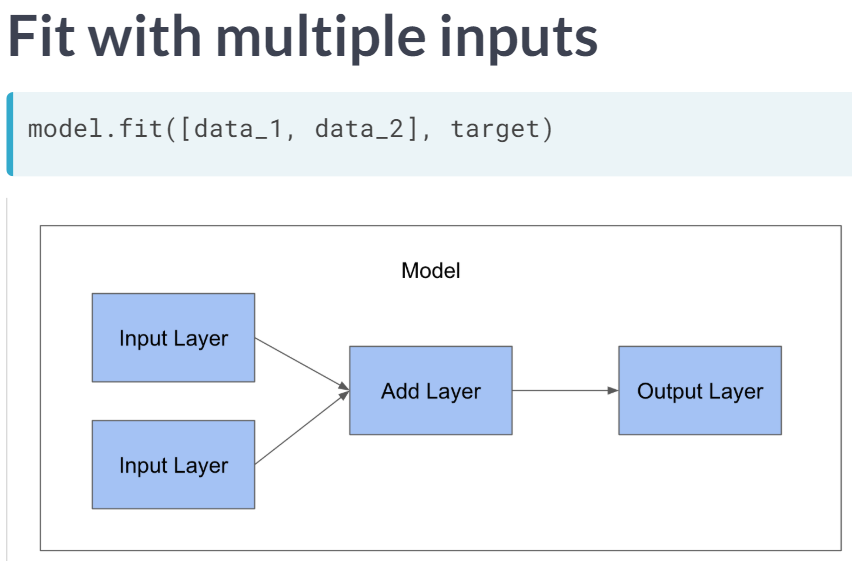 Fit with multiple inputs
model.fit([data_1, data_2], target)
Model
Input Layer
Add Layer
Output Layer
Input Layer